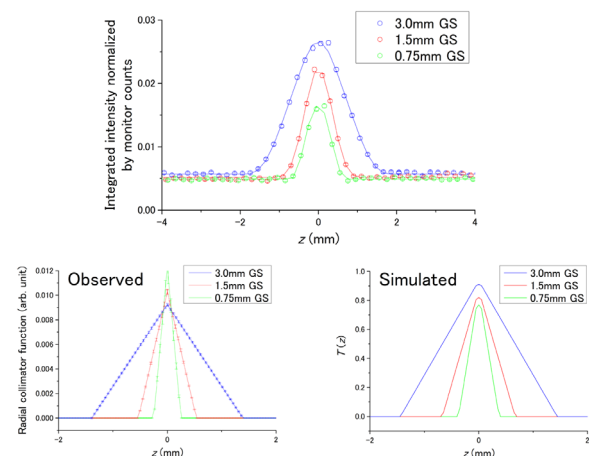 0.03
0.02
0.01
0.00
Integrated intensity normalized
by monitor counts
3.0mm GS
1.5mm GS
0.75mm GS
-4
-2
0
2
4
z (mm)
Observed
3.0mm GS
1.5mm GS
0.75mm GS
0.012
0.010
0.008
0.006
0.004
0.002
0.000
Radial collimator function (arb. unit)
-2
0
2
z (mm)
Simulated
3.0mm GS
1.5mm GS
0.75mm GS
1.0
0.8
0.6
0.4
0.2
0.0
T(z)
-2
0
2
z (mm)